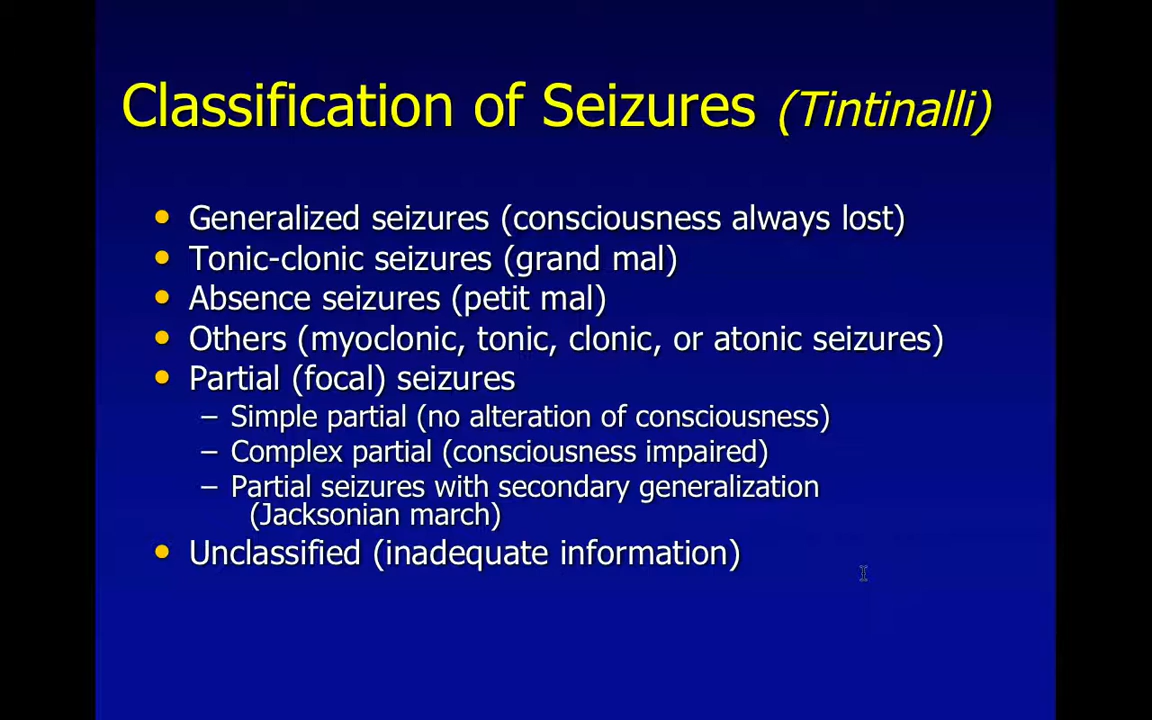 Classification of Seizures (Tintinalli)
• Generalized seizures (consciousness always lost)
• Tonic-clonic seizures (grand mal)
• Absence seizures (petit mal)
• Others (myoclonic, tonic, clonic, or atonic seizures)
• Partial (focal) seizures
– Simple partial (no alteration of consciousness)
– Complex partial (consciousness impaired)
– Partial seizures with secondary generalization
(Jacksonian march)
• Unclassified (inadequate information)